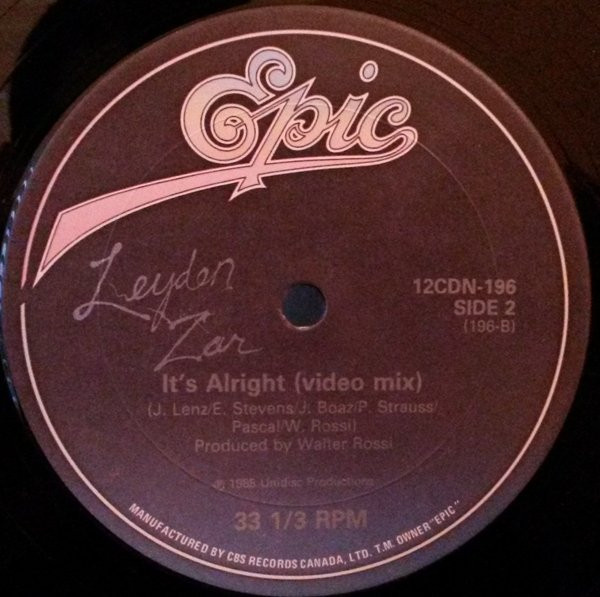 Epic
Leyden
Zar
12CDN-196
SIDE 2
(196-B)
It's Alright (video mix)
(J. Lenz/E. Stevens/J. Boaz/P. Strauss/
Pascal/W. Rossi)
Produced by Walter Rossi
℗ 1985 Unidisc Productions
33 1/3 RPM
MANUFACTURED BY CBS RECORDS CANADA, LTD. T.M. OWNER "EPIC"